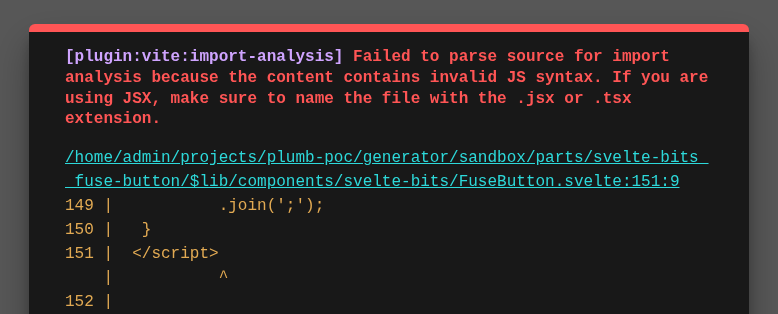 [plugin:vite:import-analysis] Failed to parse source for import
analysis because the content contains invalid JS syntax. If you are
using JSX, make sure to name the file with the .jsx or .tsx
extension.
/home/admin/projects/plumb-poc/generator/sandbox/parts/svelte-bits_
_fuse-button/$lib/components/svelte-bits/FuseButton.svelte:151:9
149 |           .join(';');
150 |   }
151 |  </script>
    |           ^
152 |